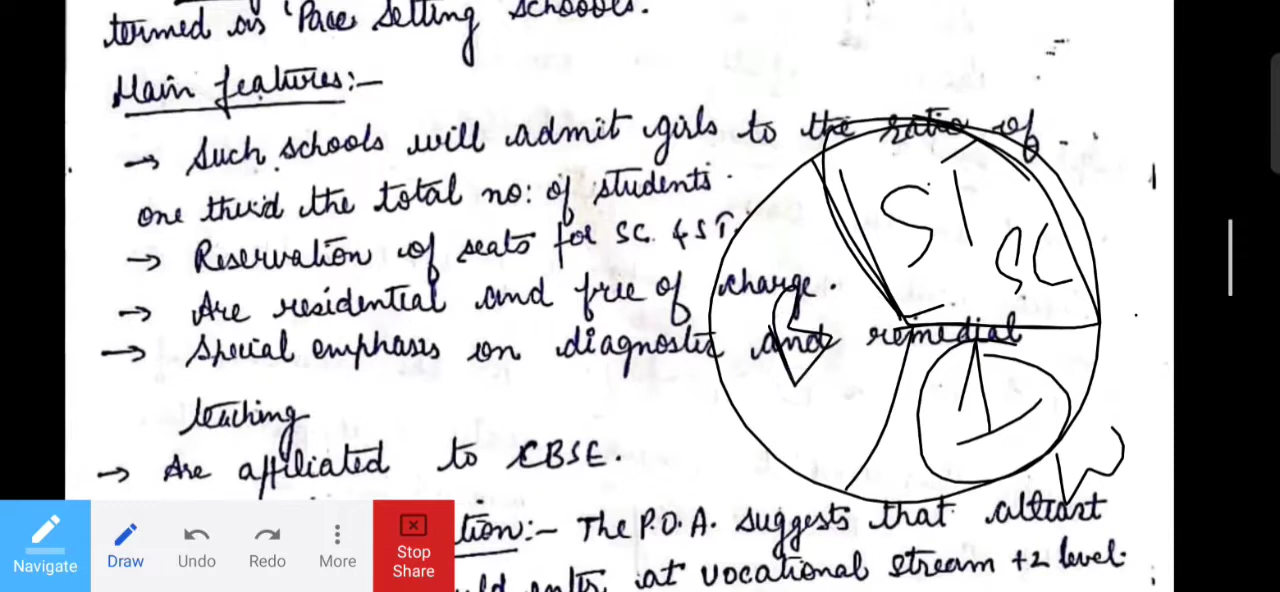 termed as 'Pace Setting Schools.
Main features:-
→ Such schools will admit girls to the ratio of
one third the total no: of students.
→ Reservation of seats for SC & ST.
→ Are residential and free of charge.
→ Special emphases on diagnostic and remedial
teaching
→ Are affiliated to CBSE.
tion:- The P.O.A. suggests that atleast
at vocational stream +2 level.
ST
SC
Navigate
Draw
Undo
Redo
More
Stop
Share